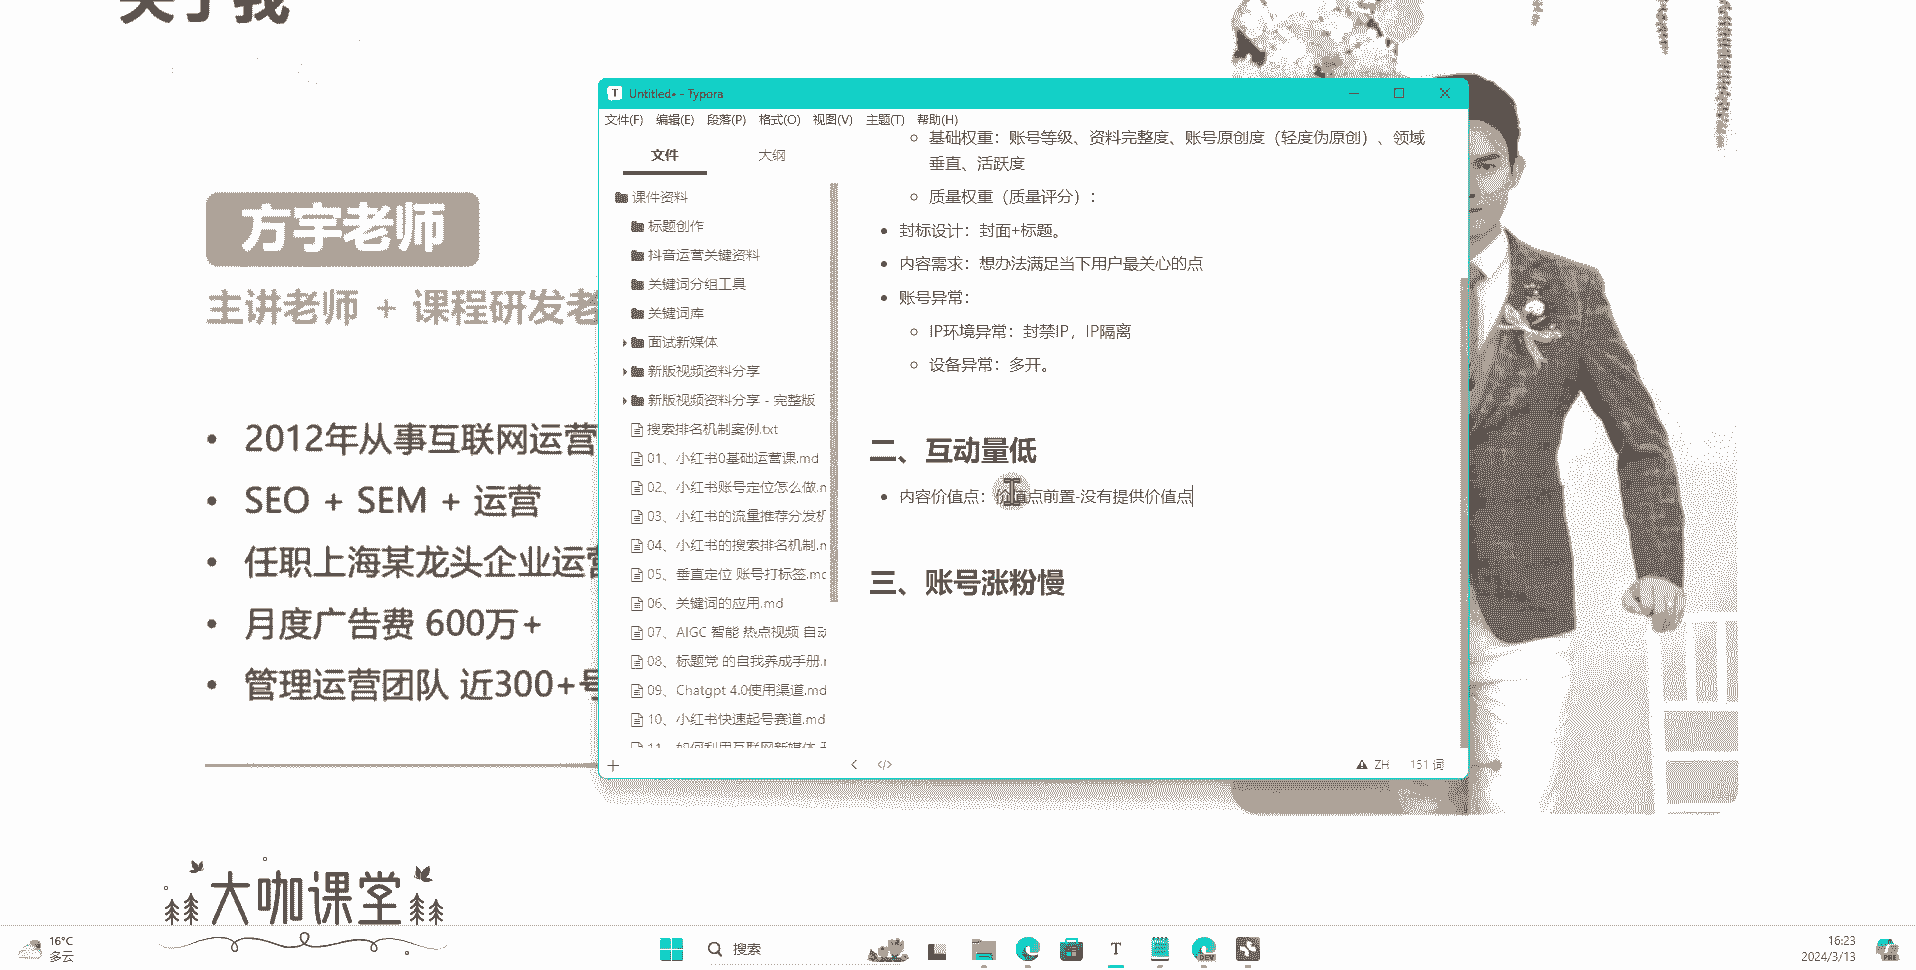 关于我
方宇老师
主讲老师 + 课程研发老
• 2012年从事互联网运营
• SEO + SEM + 运营
• 任职上海某龙头企业运营
• 月度广告费 600万+
• 管理运营团队 近300+号
大咖课堂
Untitled• - Typora
文件(F) 编辑(E) 段落(P) 格式(O) 视图(V) 主题(T) 帮助(H)
文件 大纲
课件资料
标题创作
抖音运营关键资料
关键词分组工具
关键词库
面试新媒体
新版视频资料分享
新版视频资料分享 - 完整版
搜索排名机制案例.txt
01、小红书0基础运营课.md
02、小红书账号定位怎么做.m
03、小红书的流量推荐分发机
04、小红书的搜索排名机制.m
05、垂直定位 账号打标签.md
06、关键词的应用.md
07、AIGC 智能 热点视频 自动
08、标题党 的自我养成手册.m
09、Chatgpt 4.0使用渠道.md
10、小红书快速起号赛道.md
11、如何利用互联网新媒体
基础权重：账号等级、资料完整度、账号原创度（轻度伪原创）、领域
垂直、活跃度
质量权重（质量评分）：
• 封标设计：封面+标题。
• 内容需求：想办法满足当下用户最关心的点
• 账号异常：
IP环境异常：封禁IP，IP隔离
设备异常：多开。
二、互动量低
• 内容价值点：价值点前置-没有提供价值点
三、账号涨粉慢
ZH 151 词
16°C
多云
搜索
16:23
2024/3/13